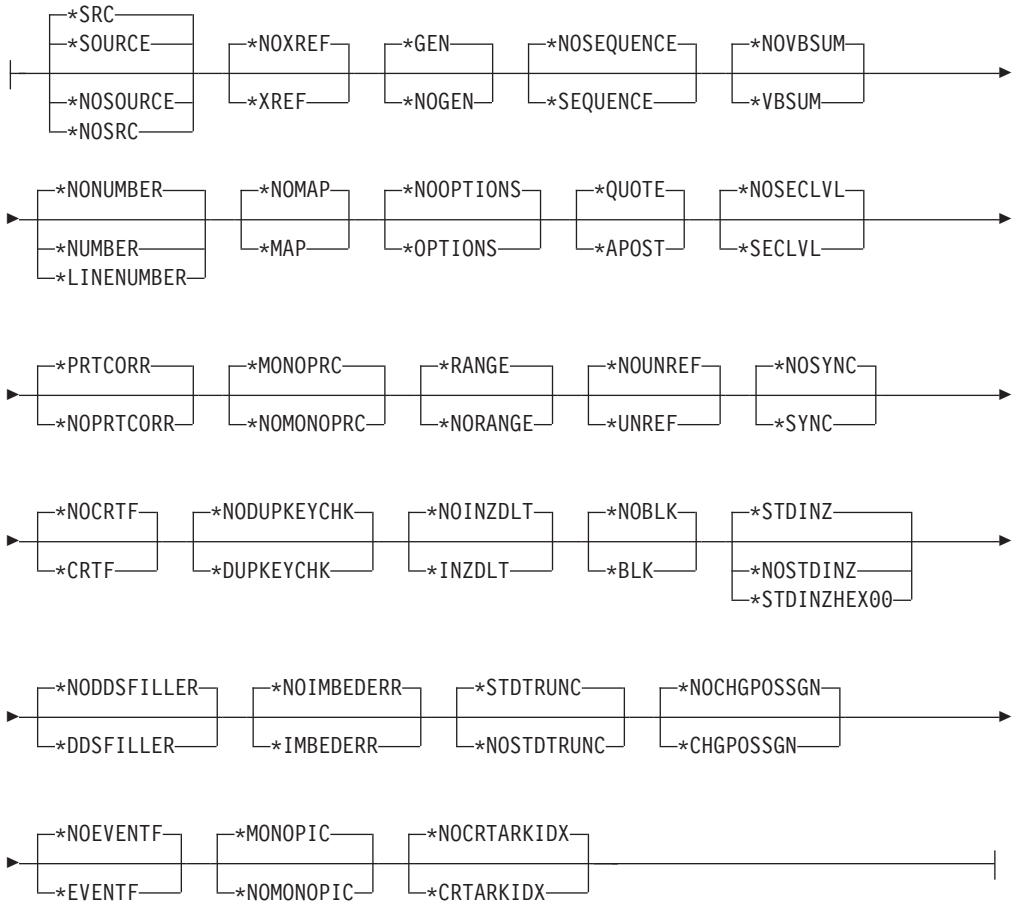 *SRC
*SOURCE *NOXREF *GEN *NOSEQUENCE *NOVBSUM
*NOSOURCE *XREF *NOGEN *SEQUENCE *VBSUM
*NOSRC
*NONUMBER *NOMAP *NOOPTIONS *QUOTE *NOSECLVL
*NUMBER *MAP *OPTIONS *APOST *SECLVL
*LINENUMBER
*PRTCORR *MONOPRC *RANGE *NOUNREF *NOSYNC
*NOPRTCORR *NOMONOPRC *NORANGE *UNREF *SYNC
*NOCRTF *NODUPKEYCHK *NOINZDLT *NOBLK *STDINZ
*CRTF *DUPKEYCHK *INZDLT *BLK *NOSTDINZ
*STDINZHEX00
*NODDSFILLER *NOIMBEDERR *STDTRUNC *NOCHGPOSSGN
*DDSFILLER *IMBEDERR *NOSTDTRUNC *CHGPOSSGN
*NOEVENTF *MONOPIC *NOCRTARKIDX
*EVENTF *NOMONOPIC *CRTARKIDX